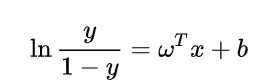 ln y/(1 − y) = ω^T x + b